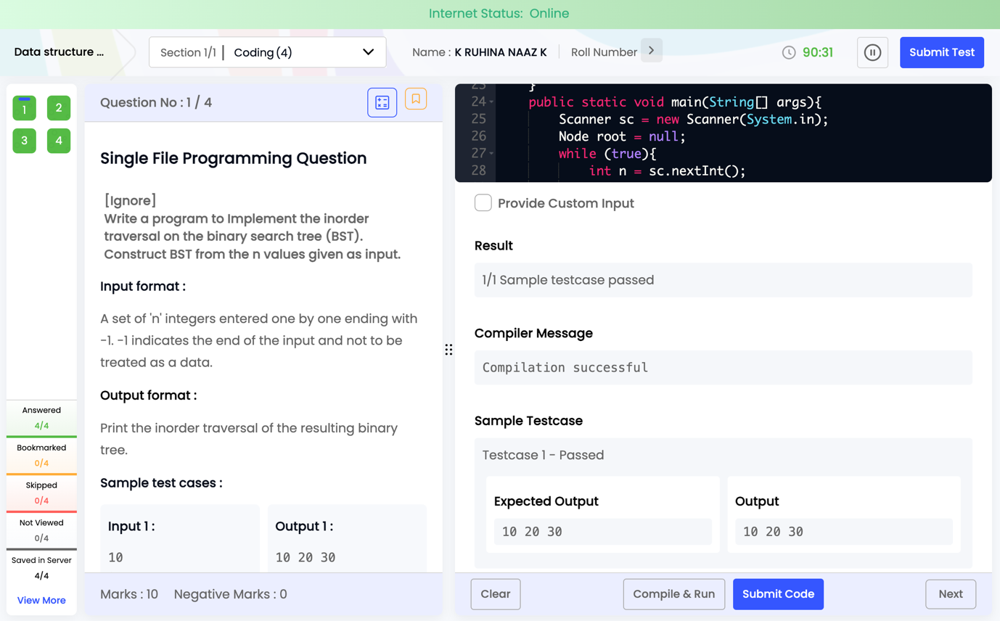 Internet Status: Online
Data structure ...
Section 1/1 | Coding (4)
Name : K RUHINA NAAZ K
Roll Number
90:31
Submit Test
1
2
3
4
Answered
4/4
Bookmarked
0/4
Skipped
0/4
Not Viewed
0/4
Saved in Server
4/4
View More
Question No : 1 / 4
Single File Programming Question
[Ignore]
Write a program to Implement the inorder
traversal on the binary search tree (BST).
Construct BST from the n values given as input.
Input format :
A set of 'n' integers entered one by one ending with
-1. -1 indicates the end of the input and not to be
treated as a data.
Output format :
Print the inorder traversal of the resulting binary
tree.
Sample test cases :
Input 1 :
10
Output 1 :
10 20 30
Marks : 10 Negative Marks : 0
23 }
24 public static void main(String[] args){
25 Scanner sc = new Scanner(System.in);
26 Node root = null;
27 while (true){
28 int n = sc.nextInt();
Provide Custom Input
Result
1/1 Sample testcase passed
Compiler Message
Compilation successful
Sample Testcase
Testcase 1 - Passed
Expected Output
10 20 30
Output
10 20 30
Clear
Compile & Run
Submit Code
Next